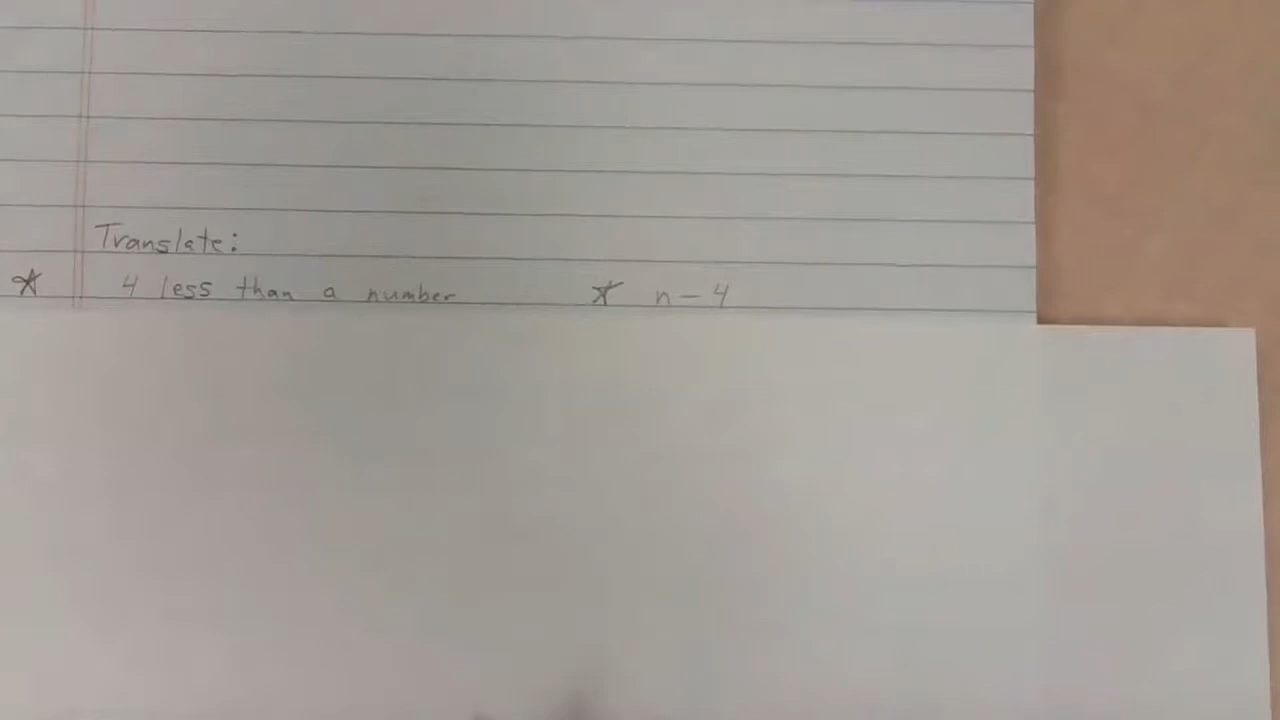 Translate:
☆ 4 less than a number ☆ n - 4